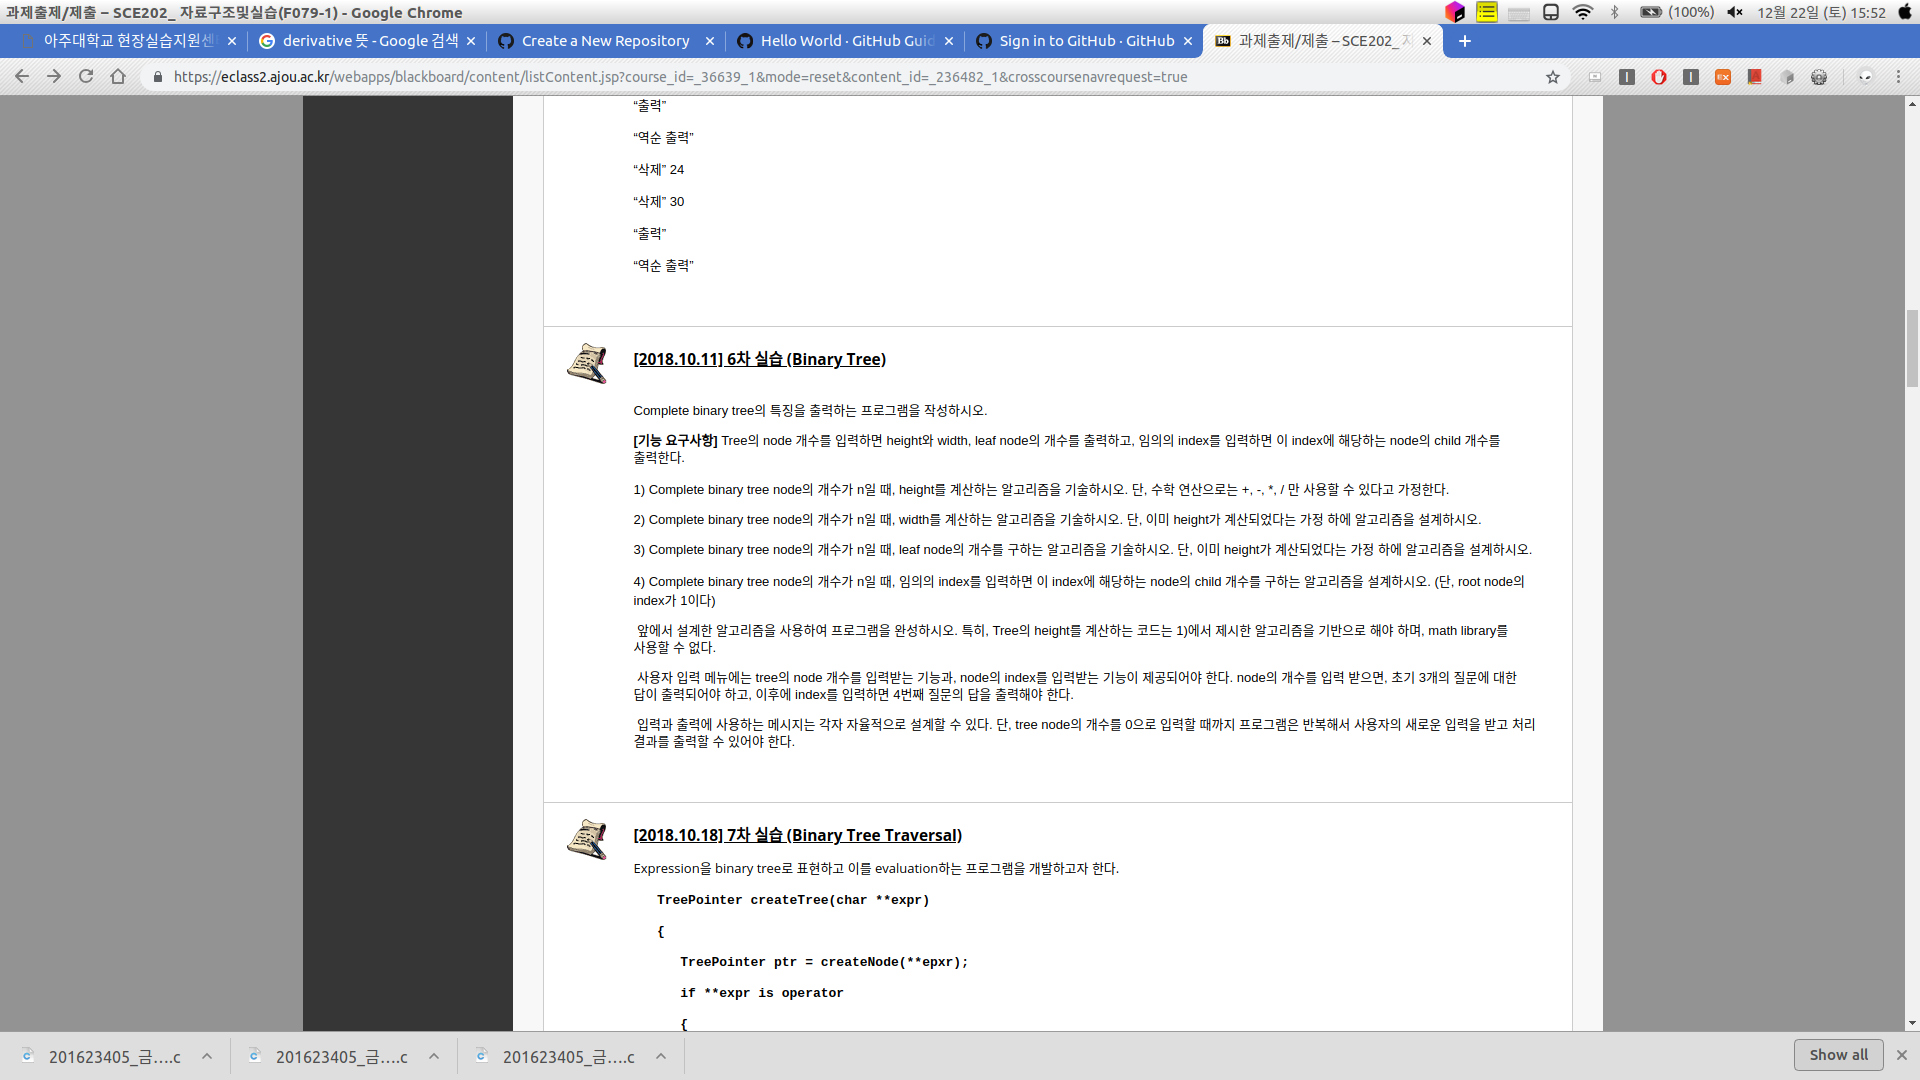 과제출제/제출 – SCE202_ 자료구조및실습(F079-1) - Google Chrome
(100%) 12월 22일 (토) 15:52
아주대학교 현장실습지원센
derivative 뜻 - Google 검색
Create a New Repository
Hello World · GitHub Guid
Sign in to GitHub · GitHub
과제출제/제출 – SCE202_ 자
https://eclass2.ajou.ac.kr/webapps/blackboard/content/listContent.jsp?course_id=_36639_1&mode=reset&content_id=_236482_1&crosscoursenavrequest=true
“출력”
“역순 출력”
“삭제” 24
“삭제” 30
“출력”
“역순 출력”
[2018.10.11] 6차 실습 (Binary Tree)
Complete binary tree의 특징을 출력하는 프로그램을 작성하시오.
[기능 요구사항] Tree의 node 개수를 입력하면 height와 width, leaf node의 개수를 출력하고, 임의의 index를 입력하면 이 index에 해당하는 node의 child 개수를
출력한다.
1) Complete binary tree node의 개수가 n일 때, height를 계산하는 알고리즘을 기술하시오. 단, 수학 연산으로는 +, -, *, / 만 사용할 수 있다고 가정한다.
2) Complete binary tree node의 개수가 n일 때, width를 계산하는 알고리즘을 기술하시오. 단, 이미 height가 계산되었다는 가정 하에 알고리즘을 설계하시오.
3) Complete binary tree node의 개수가 n일 때, leaf node의 개수를 구하는 알고리즘을 기술하시오. 단, 이미 height가 계산되었다는 가정 하에 알고리즘을 설계하시오.
4) Complete binary tree node의 개수가 n일 때, 임의의 index를 입력하면 이 index에 해당하는 node의 child 개수를 구하는 알고리즘을 설계하시오. (단, root node의
index가 1이다)
앞에서 설계한 알고리즘을 사용하여 프로그램을 완성하시오. 특히, Tree의 height를 계산하는 코드는 1)에서 제시한 알고리즘을 기반으로 해야 하며, math library를
사용할 수 없다.
사용자 입력 메뉴에는 tree의 node 개수를 입력받는 기능과, node의 index를 입력받는 기능이 제공되어야 한다. node의 개수를 입력 받으면, 초기 3개의 질문에 대한
답이 출력되어야 하고, 이후에 index를 입력하면 4번째 질문의 답을 출력해야 한다.
입력과 출력에 사용하는 메시지는 각자 자율적으로 설계할 수 있다. 단, tree node의 개수를 0으로 입력할 때까지 프로그램은 반복해서 사용자의 새로운 입력을 받고 처리
결과를 출력할 수 있어야 한다.
[2018.10.18] 7차 실습 (Binary Tree Traversal)
Expression을 binary tree로 표현하고 이를 evaluation하는 프로그램을 개발하고자 한다.
TreePointer createTree(char **expr)
{
TreePointer ptr = createNode(**epxr);
if **expr is operator
{
201623405_금….c
201623405_금….c
201623405_금….c
Show all